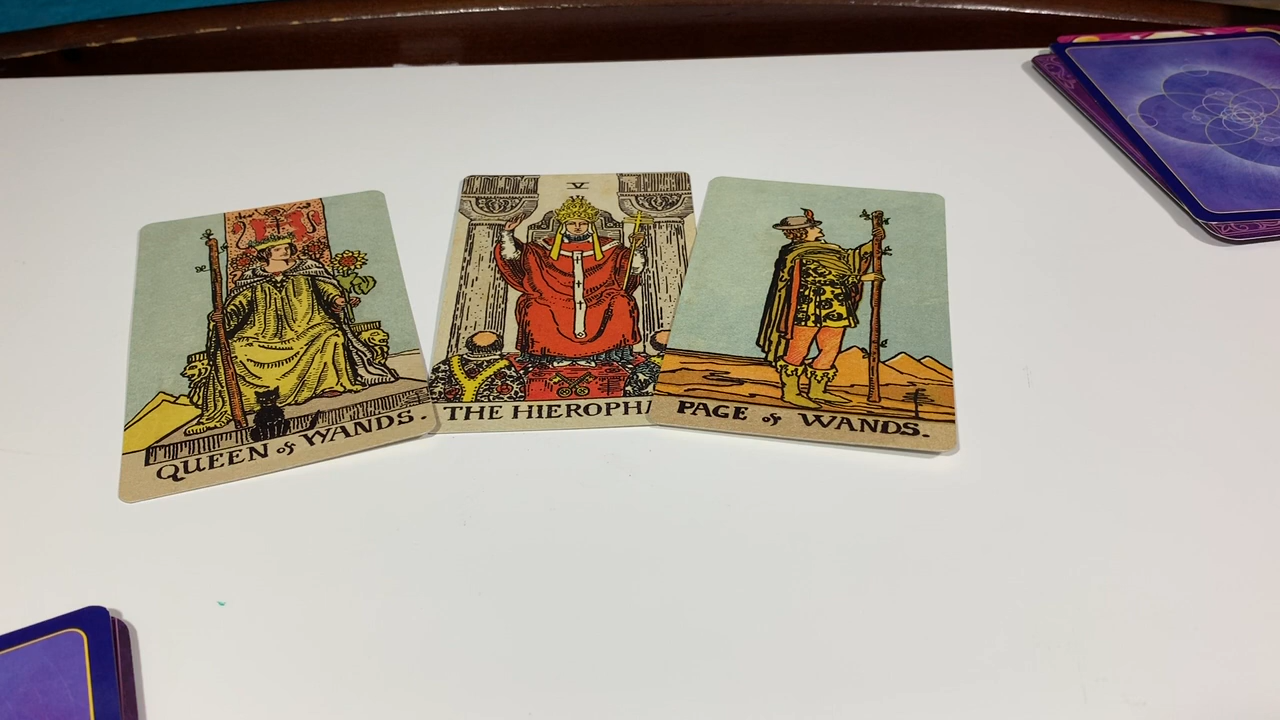 QUEEN of WANDS.
V
THE HIEROPH
PAGE of WANDS.